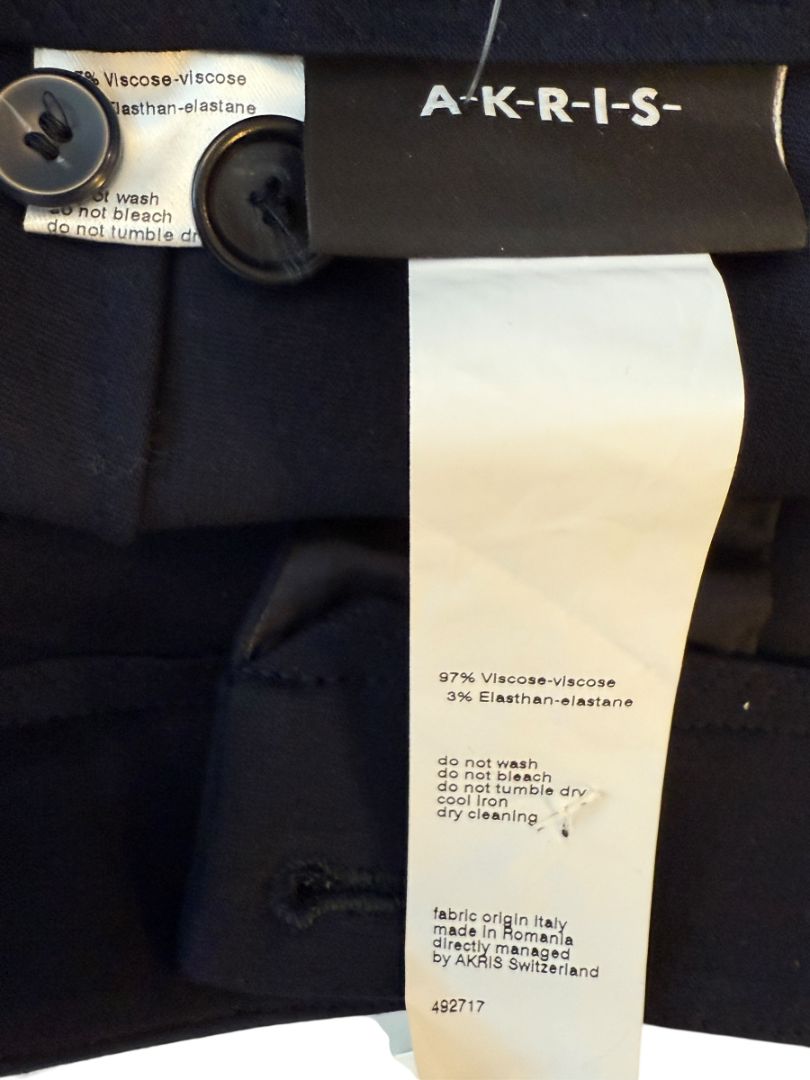 7% Viscose-viscose
Elasthan-elastane
ot wash
do not bleach
do not tumble dr
A-K-R-I-S-
97% Viscose-viscose
3% Elasthan-elastane
do not wash
do not bleach
do not tumble dry
cool iron
dry cleaning
fabric origin Italy
made in Romania
directly managed
by AKRIS Switzerland
492717